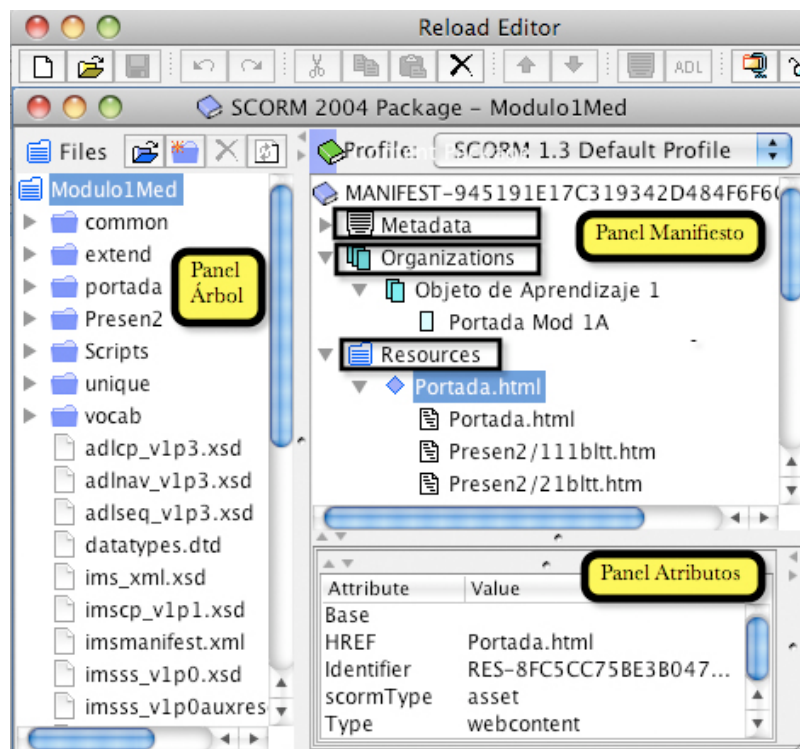 Reload Editor
ADL
SCORM 2004 Package – Modulo1Med
Files
Modulo1Med
common
extend
portada
Presen2
Scripts
unique
vocab
adlcp_v1p3.xsd
adlnav_v1p3.xsd
adlseq_v1p3.xsd
datatypes.dtd
ims_xml.xsd
imscp_v1p1.xsd
imsmanifest.xml
imsss_v1p0.xsd
imsss_v1p0auxres
Panel
Árbol
Profile: SCORM 1.3 Default Profile
MANIFEST-945191E17C319342D484F6F6
Metadata
Organizations
Objeto de Aprendizaje 1
Portada Mod 1A
Resources
Portada.html
Portada.html
Presen2/111bltt.htm
Presen2/21bltt.htm
Panel Manifiesto
Panel Atributos
Attribute Value
Base
HREF Portada.html
Identifier RES-8FC5CC75BE3B047...
scormType asset
Type webcontent